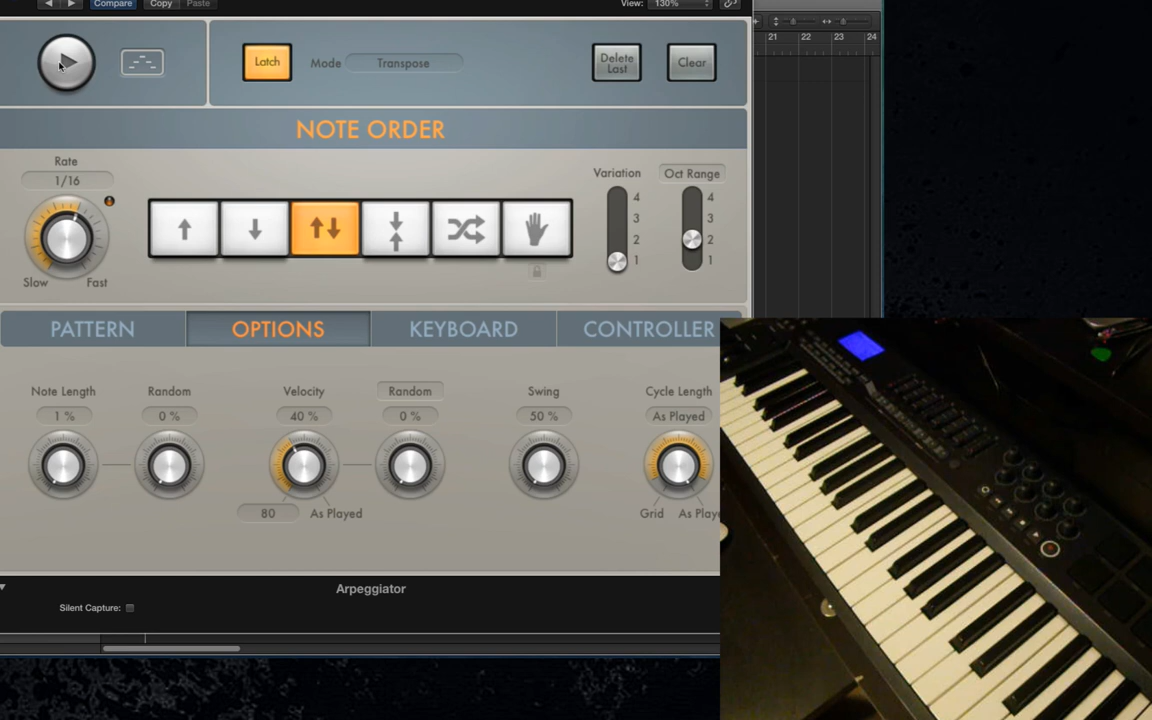 Compare Copy Paste View: 130%
21 22 23 24
Latch Mode Transpose Delete Last Clear
NOTE ORDER
Rate
1/16
Slow Fast
Variation
4
3
2
1
Oct Range
4
3
2
1
PATTERN OPTIONS KEYBOARD CONTROLLER
Note Length Random Velocity Random Swing Cycle Length
1 % 0 % 40 % 0 % 50 % As Played
80 As Played Grid As Playe
Arpeggiator
Silent Capture: